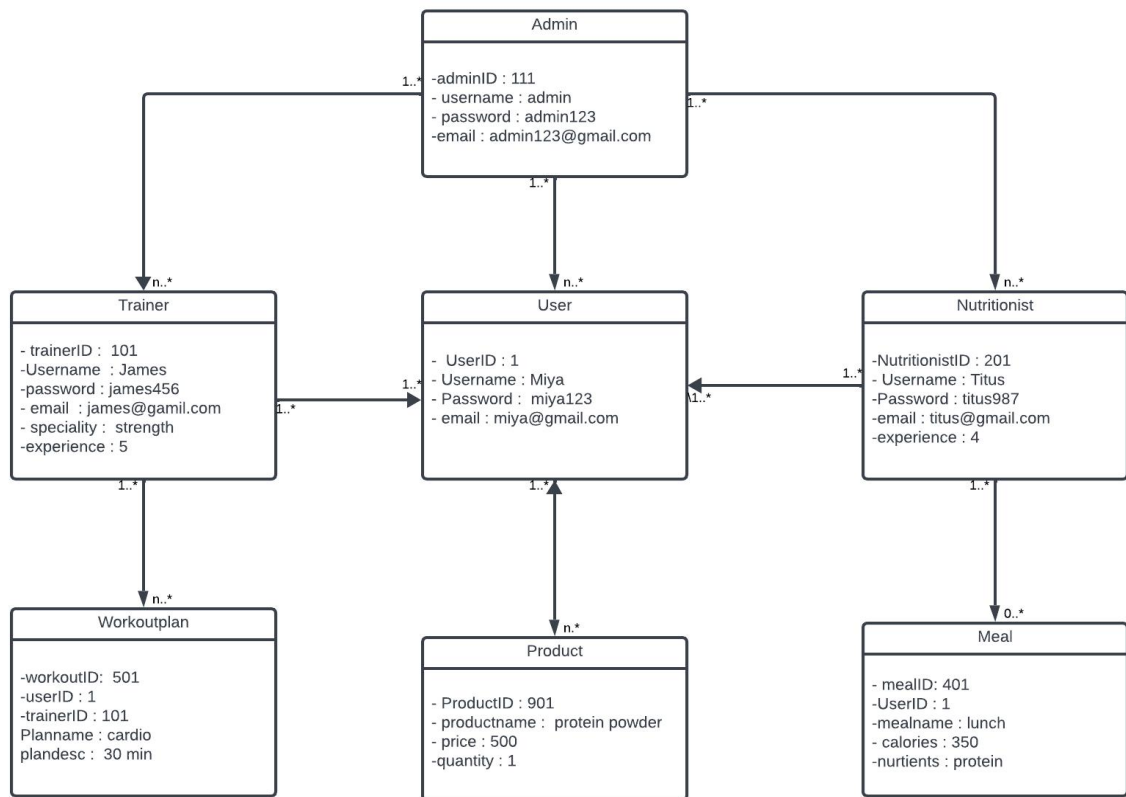 Admin
-adminID : 111
- username : admin
- password : admin123
-email : admin123@gmail.com
1..*
1..*
1..*
n..*
n..*
n..*
Trainer
- trainerID :  101
-Username : James
-password : james456
- email  : james@gamil.com
- speciality :  strength
-experience : 5
User
-  UserID : 1
- Username : Miya
- Password  :  miya123
- email : miya@gmail.com
Nutritionist
-NutritionistID : 201
- Username : Titus
-Password : titus987
-email : titus@gmail.com
-experience : 4
1..*
1..*
1..*
\1..*
1..*
1..*
1..*
n..*
n.*
0..*
Workoutplan
-workoutID:  501
-userID : 1
-trainerID : 101
Planname : cardio
plandesc :  30 min
Product
- ProductID : 901
- productname :  protein powder
- price : 500
-quantity : 1
Meal
- mealID: 401
-UserID : 1
-mealname : lunch
- calories : 350
-nurtients : protein